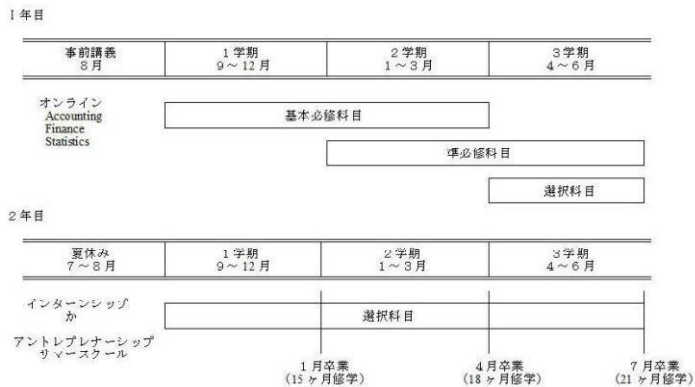 1年目
事前講義 1学期 2学期 3学期
8月 9~12月 1~3月 4~6月
オンライン
Accounting
Finance
Statistics
基本必修科目
準必修科目
選択科目
2年目
夏休み 1学期 2学期 3学期
7~8月 9~12月 1~3月 4~6月
インターンシップ
か
アントレプレナーシップ
サマースクール
選択科目
1月卒業 4月卒業 7月卒業
(15ヶ月修学) (18ヶ月修学) (21ヶ月修学)